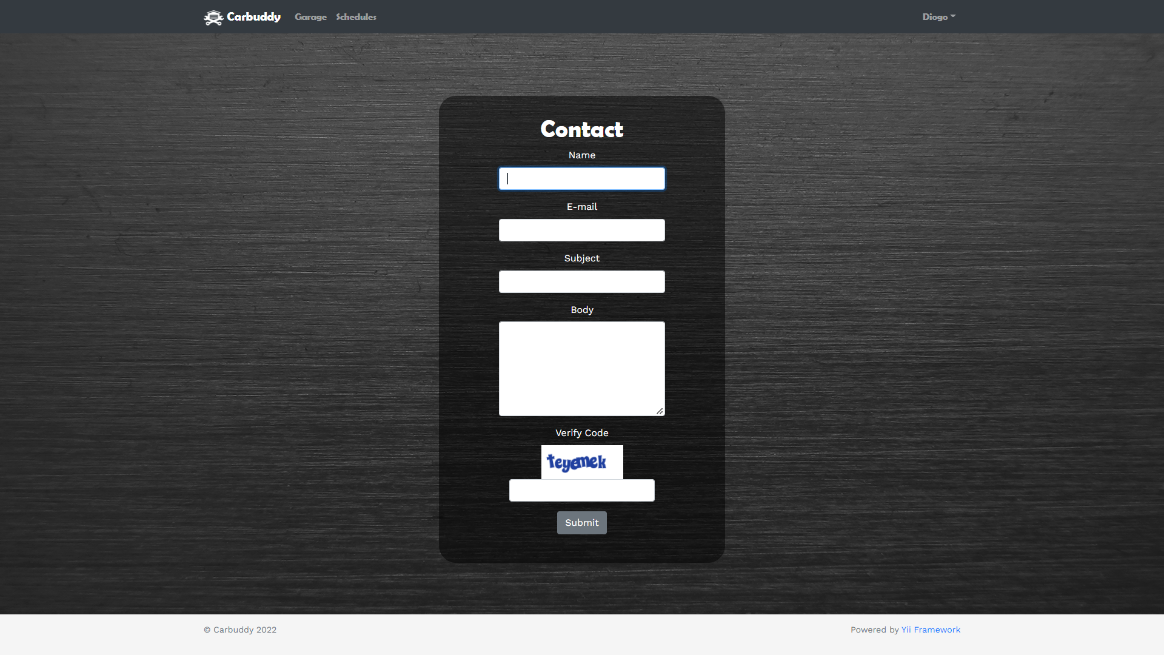 Carbuddy Garage Schedules Diogo
Contact
Name
E-mail
Subject
Body
Verify Code
teyemek
Submit
© Carbuddy 2022 Powered by Yii Framework